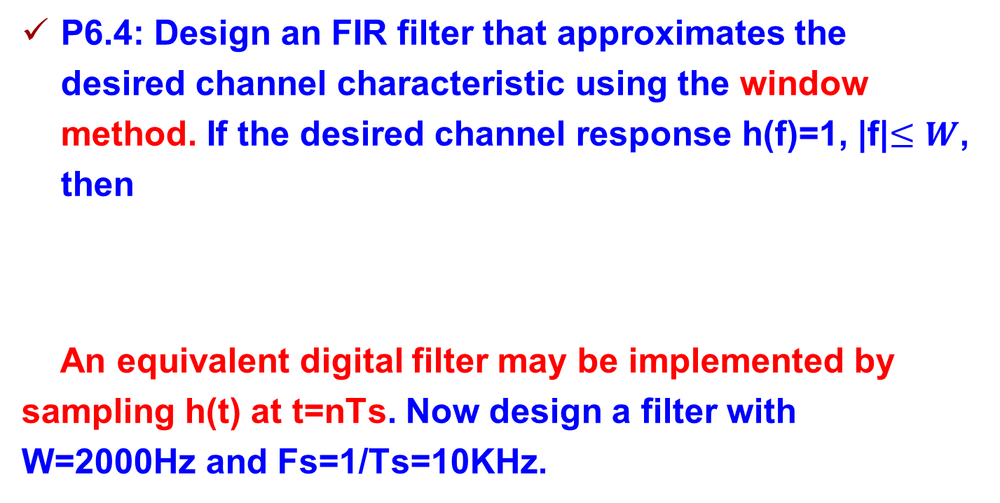 ✓ P6.4: Design an FIR filter that approximates the
desired channel characteristic using the window
method. If the desired channel response h(f)=1, |f|≤ W,
then
An equivalent digital filter may be implemented by
sampling h(t) at t=nTs. Now design a filter with
W=2000Hz and Fs=1/Ts=10KHz.